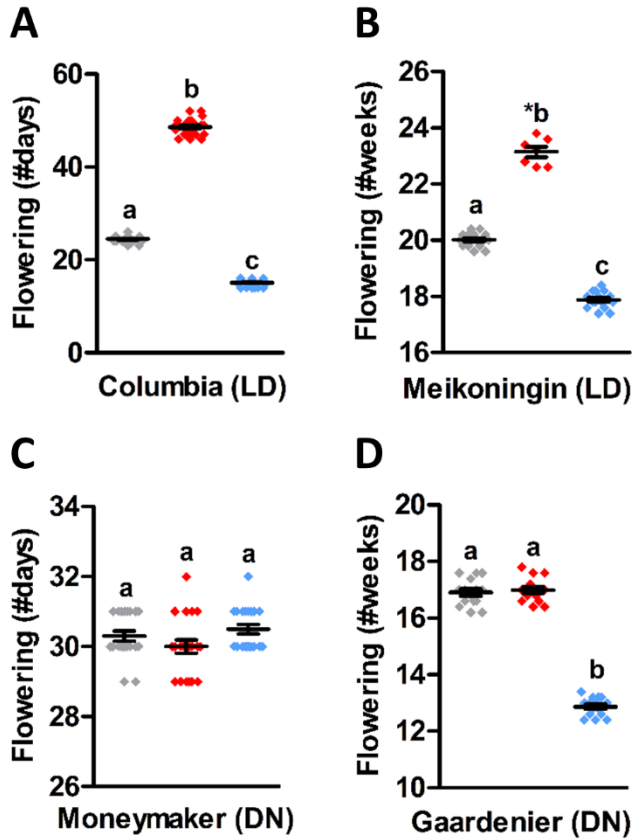 A
Flowering (#days)
60
40
20
0
a
b
c
Columbia (LD)
B
Flowering (#weeks)
26
24
22
20
18
16
a
*b
c
Meikoningin (LD)
C
Flowering (#days)
34
32
30
28
26
a
a
a
Moneymaker (DN)
D
Flowering (#weeks)
20
18
16
14
12
10
a
a
b
Gaardenier (DN)